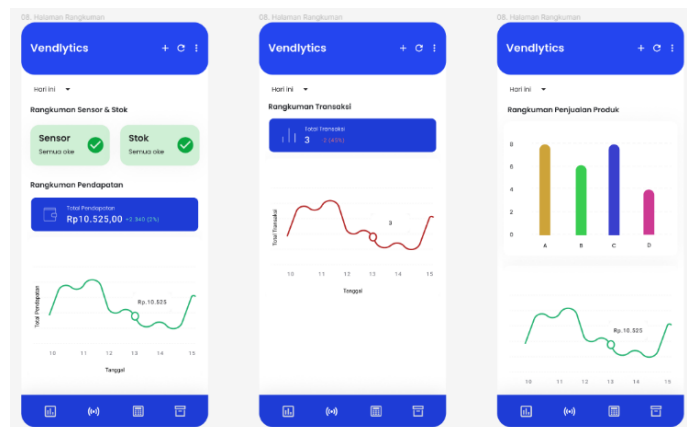 08. Halaman Rangkuman
Vendlytics
Hari Ini
Rangkuman Sensor & Stok
Sensor
Semua oke
Stok
Semua oke
Rangkuman Pendapatan
Total Pendapatan
Rp10.525,00 +2.340 (2%)
Total Pendapatan
Rp.10.525
10 11 12 13 14 15
Tanggal
08. Halaman Rangkuman
Vendlytics
Hari Ini
Rangkuman Transaksi
Total Transaksi
3
Total Transaksi
3
10 11 12 13 14 15
Tanggal
08. Halaman Rangkuman
Vendlytics
Hari Ini
Rangkuman Penjualan Produk
8
6
4
2
0
A B C D
Rp.10.525
10 11 12 13 14 15